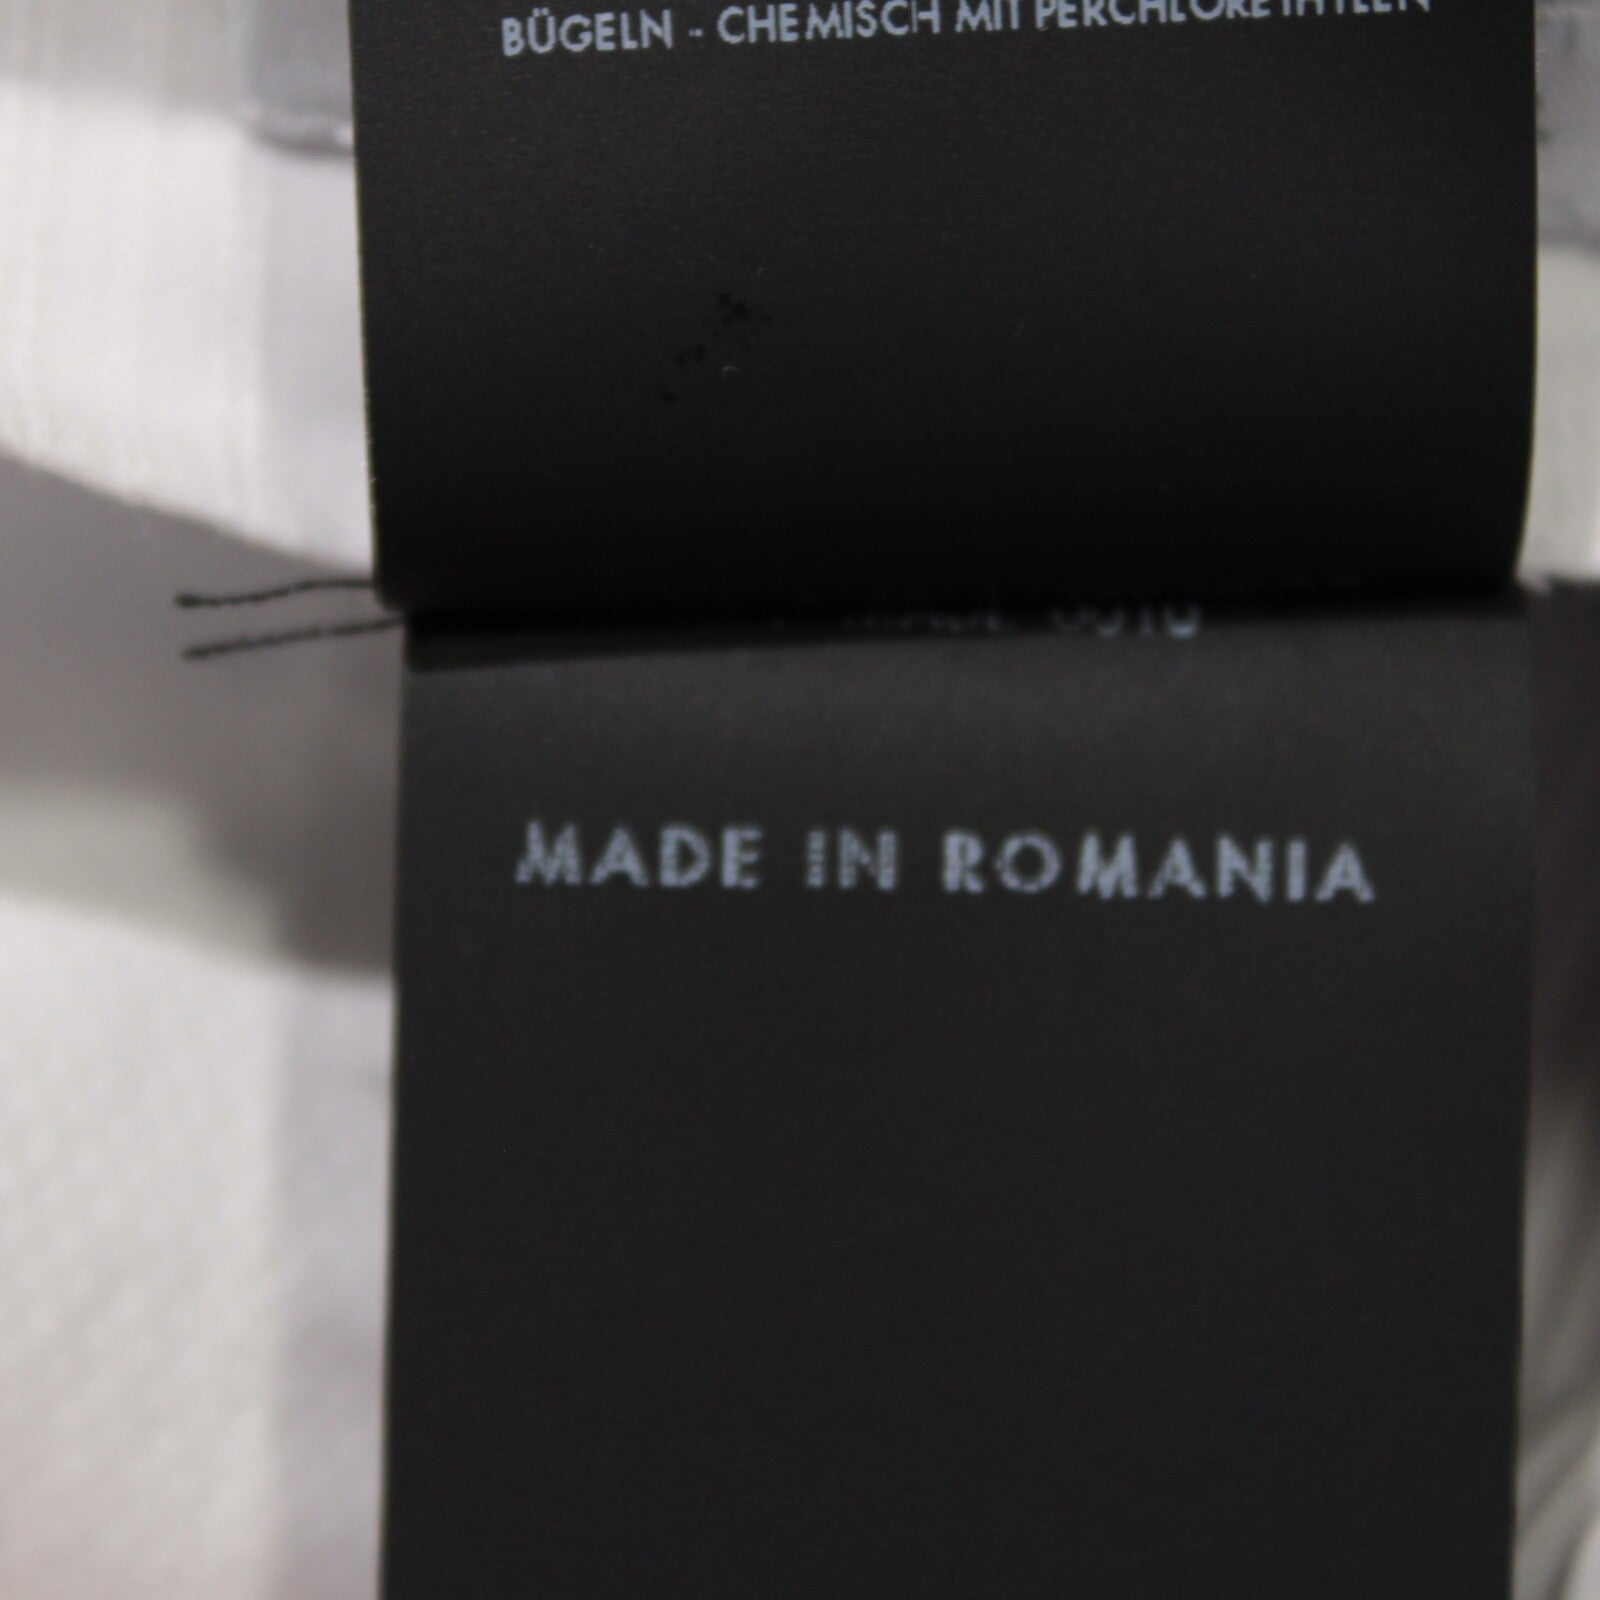 BÜGELN - CHEMISCH MIT PERCHLORETHYLEN
MADE IN ROMANIA